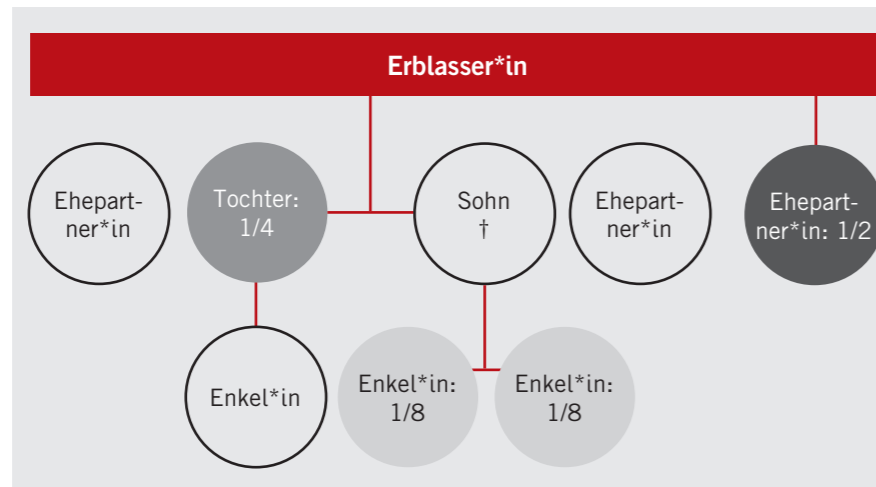 Erblasser*in
Ehepart-
ner*in
Tochter:
1/4
Sohn
†
Ehepart-
ner*in
Ehepart-
ner*in: 1/2
Enkel*in
Enkel*in:
1/8
Enkel*in:
1/8